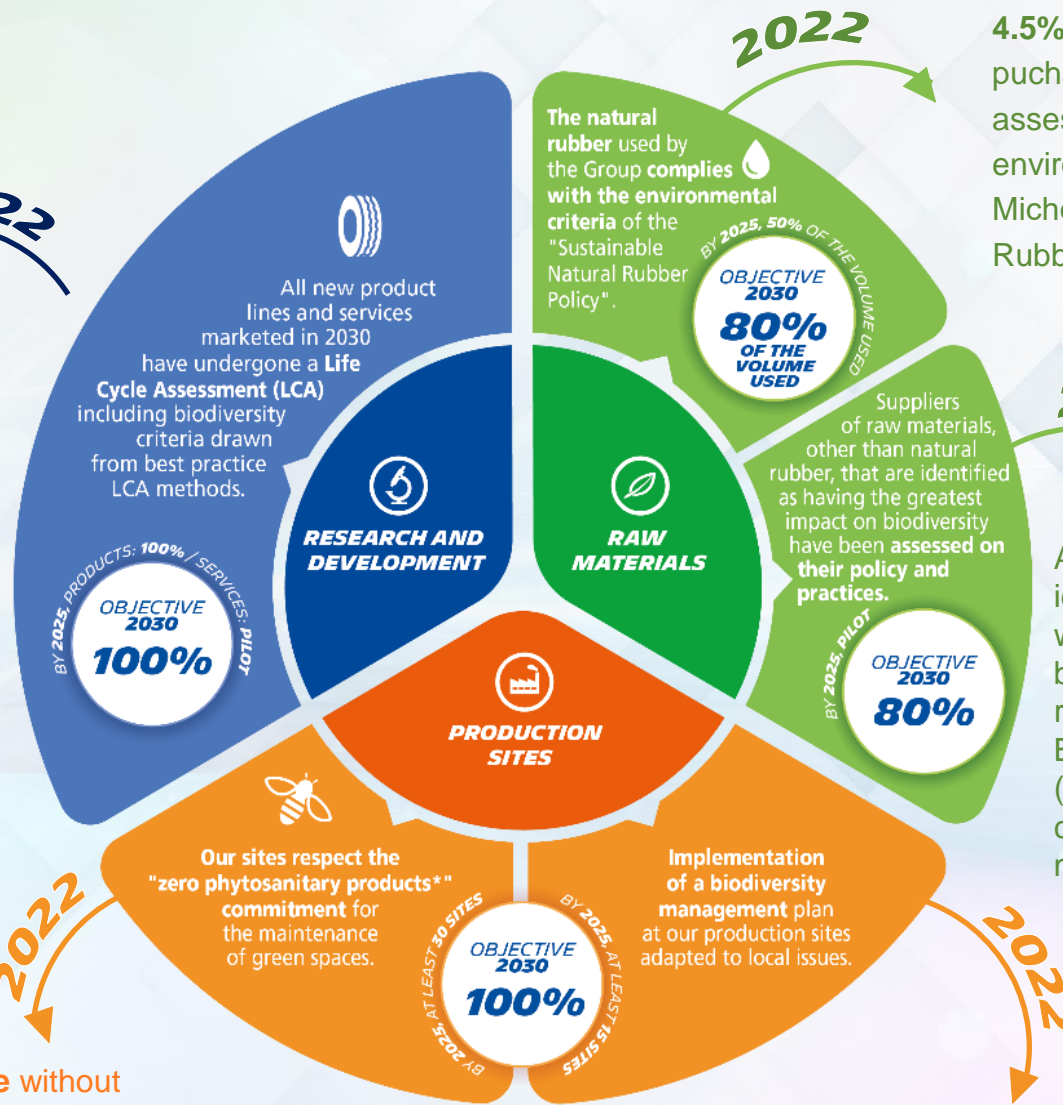 2022
4.5%
pucha
asses
enviro
Miche
Rubb
22
The natural
rubber used by
the Group complies
with the environmental
criteria of the
"Sustainable
Natural Rubber
Policy".
BY 2025, 50% OF THE VOLUME USED
OBJECTIVE
2030
80%
OF THE
VOLUME
USED
All new product
lines and services
marketed in 2030
have undergone a Life
Cycle Assessment (LCA)
including biodiversity
criteria drawn
from best practice
LCA methods.
BY 2025, PRODUCTS: 100% / SERVICES: PILOT
OBJECTIVE
2030
100%
RESEARCH AND
DEVELOPMENT
RAW
MATERIALS
Suppliers
of raw materials,
other than natural
rubber, that are identified
as having the greatest
impact on biodiversity
have been assessed on
their policy and
practices.
BY 2025, PILOT
OBJECTIVE
2030
80%
PRODUCTION
SITES
Our sites respect the
"zero phytosanitary products*"
commitment for
the maintenance
of green spaces.
BY 2025, AT LEAST 30 SITES
OBJECTIVE
2030
100%
BY 2025, AT LEAST 15 SITES
Implementation
of a biodiversity
management plan
at our production sites
adapted to local issues.
2022
2022
e without